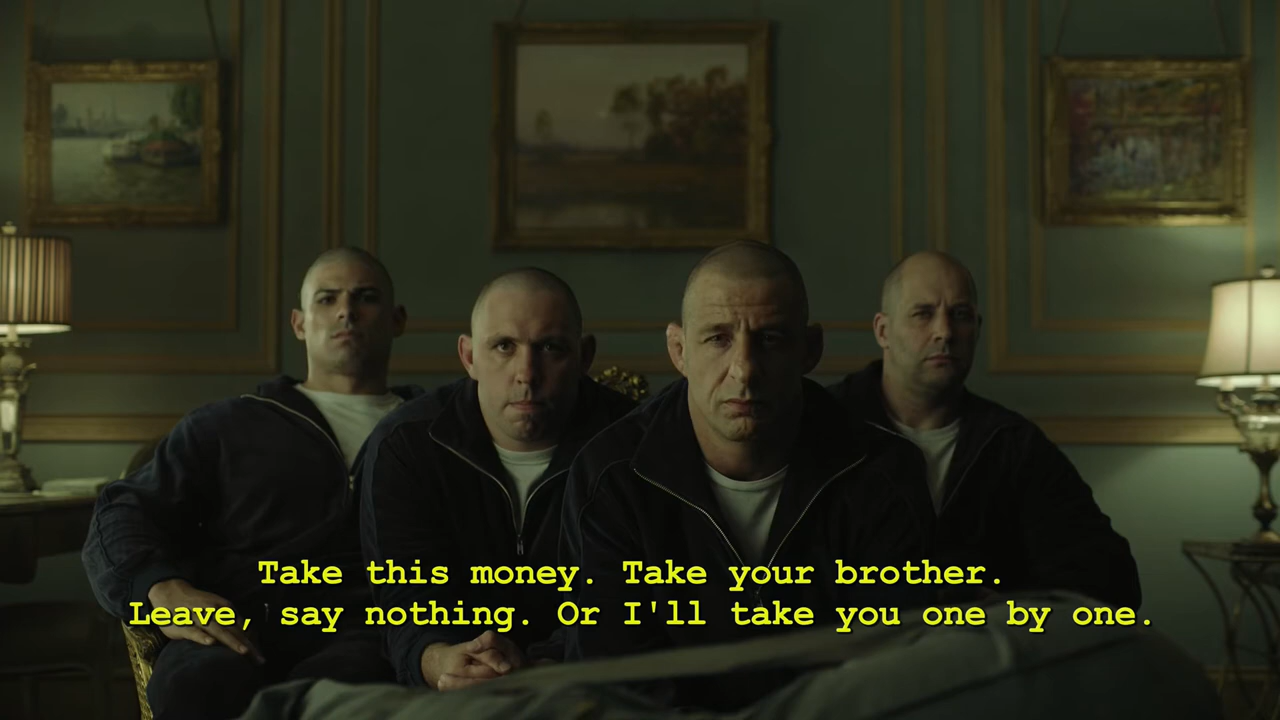 Take this money. Take your brother.
Leave, say nothing. Or I'll take you one by one.